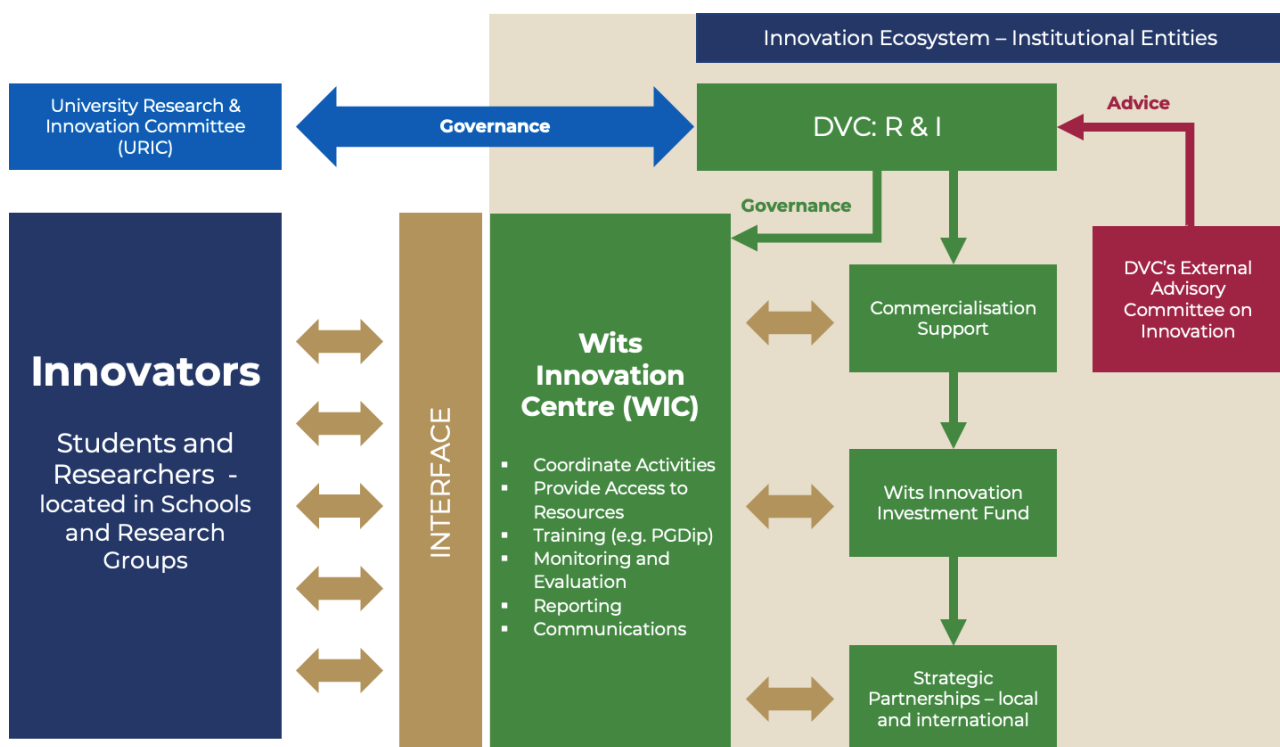 Innovation Ecosystem – Institutional Entities
University Research &
Innovation Committee
(URIC)
Governance
DVC: R & I
Advice
Governance
DVC's External
Advisory
Committee on
Innovation
Innovators
Students and
Researchers -
located in Schools
and Research
Groups
INTERFACE
Wits
Innovation
Centre (WIC)
▪ Coordinate Activities
▪ Provide Access to
Resources
▪ Training (e.g. PGDip)
▪ Monitoring and
Evaluation
▪ Reporting
▪ Communications
Commercialisation
Support
Wits Innovation
Investment Fund
Strategic
Partnerships – local
and international